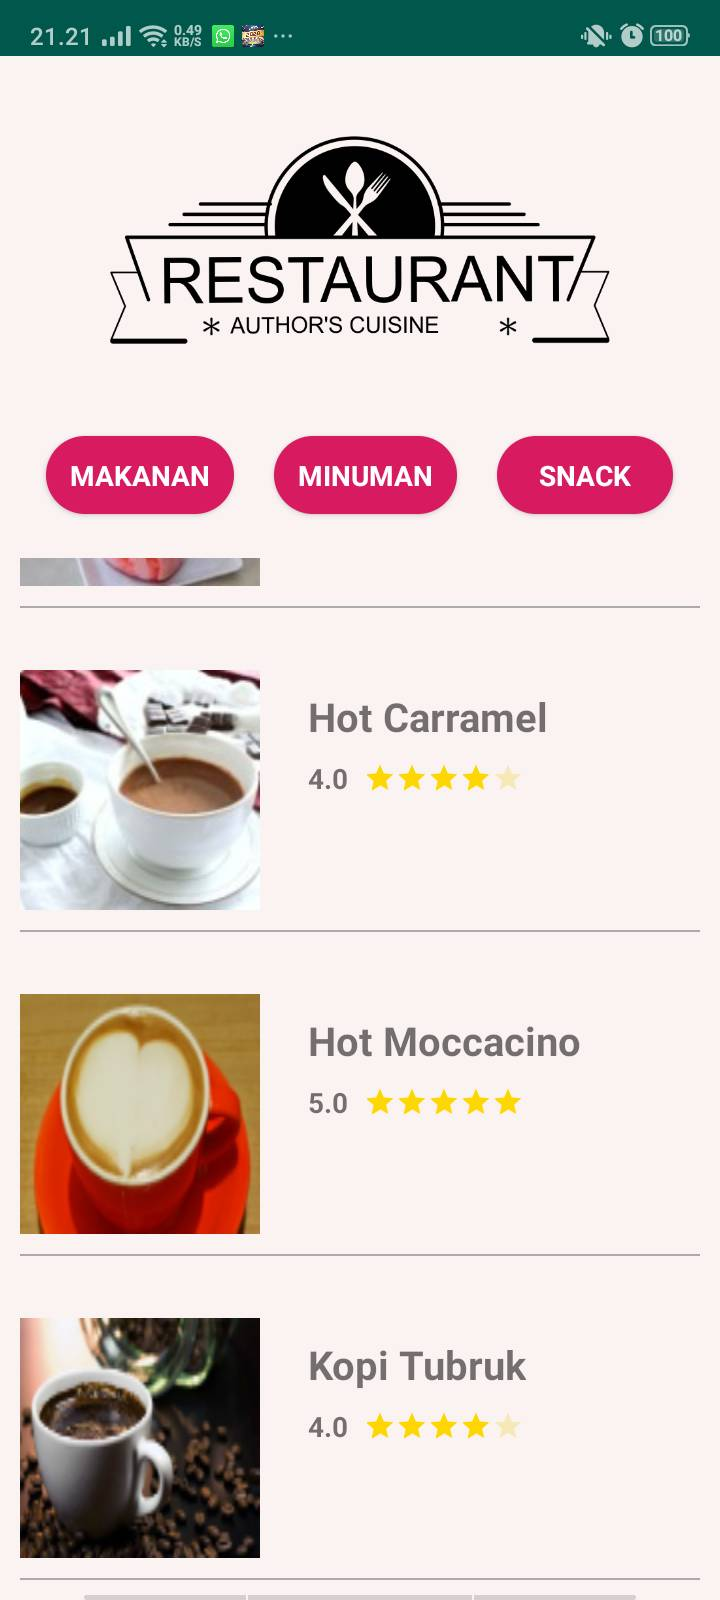 21.21 0.49 KB/S 100
RESTAURANT
* AUTHOR'S CUISINE *
MAKANAN MINUMAN SNACK
Hot Carramel
4.0
Hot Moccacino
5.0
Kopi Tubruk
4.0